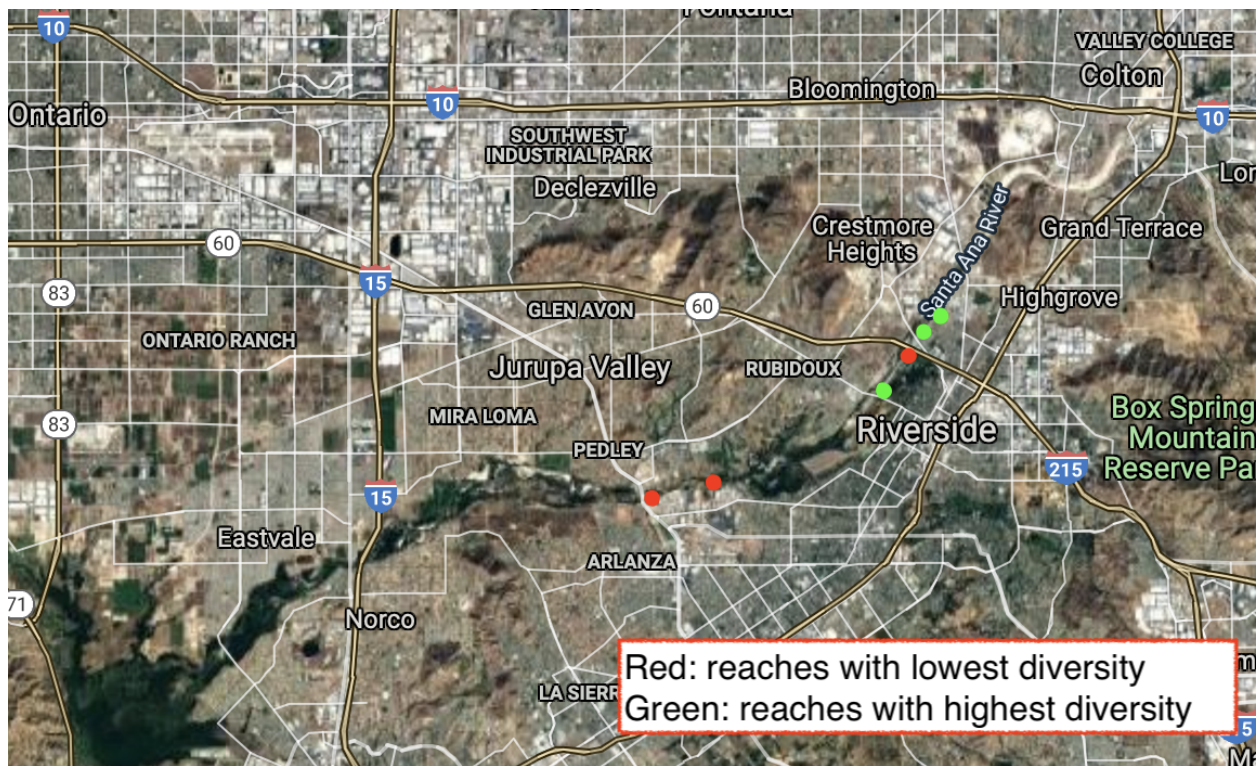 Fontana
10
VALLEY COLLEGE
Colton
Bloomington
10
Ontario
10
SOUTHWEST
INDUSTRIAL PARK
Declezville
Santa Ana River
Crestmore
Heights
Grand Terrace
60
15
83
Highgrove
60
GLEN AVON
ONTARIO RANCH
Jurupa Valley
RUBIDOUX
MIRA LOMA
83
Riverside
Box Spring
Mountain
Reserve Pa
PEDLEY
215
15
Eastvale
ARLANZA
71
Norco
Red: reaches with lowest diversity
LA SIERR
Green: reaches with highest diversity